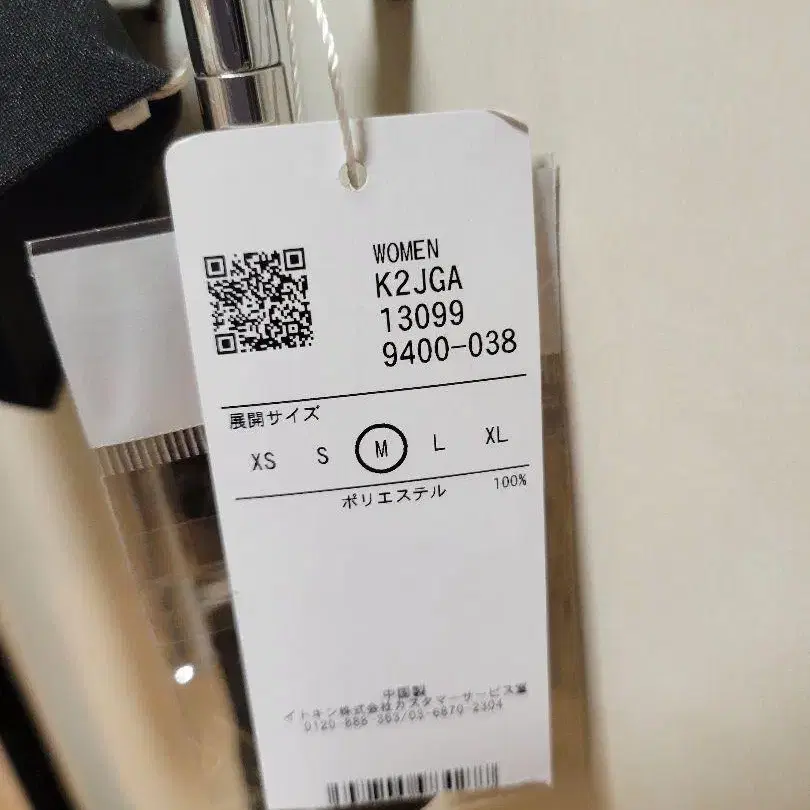 WOMEN
K2JGA
13099
9400-038
展開サイズ
XS S M L XL
ポリエステル 100%
中国製
イトキン株式会社カスタマーサービス室
0120-888-363/03-6870-2304